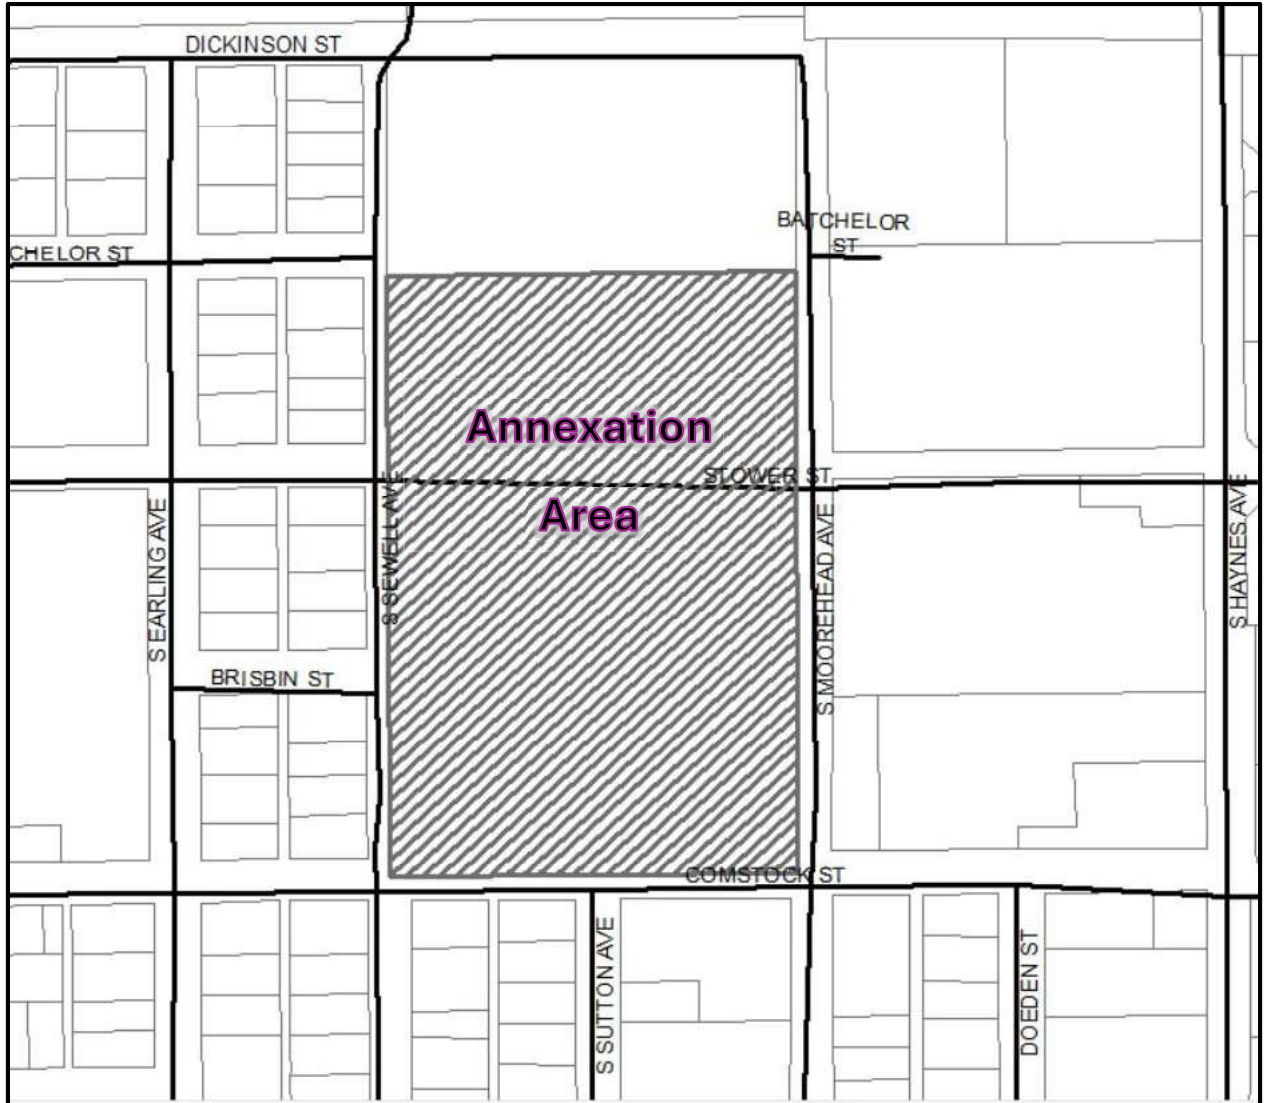 DICKINSON ST
BATCHELOR
ST
CHELOR ST
Annexation
STOWER ST
Area
S SEWELL AVE
S EARLING AVE
S MOOREHEAD AVE
S HAYNES AVE
BRISBIN ST
COMSTOCK ST
S SUTTON AVE
DOEDEN ST